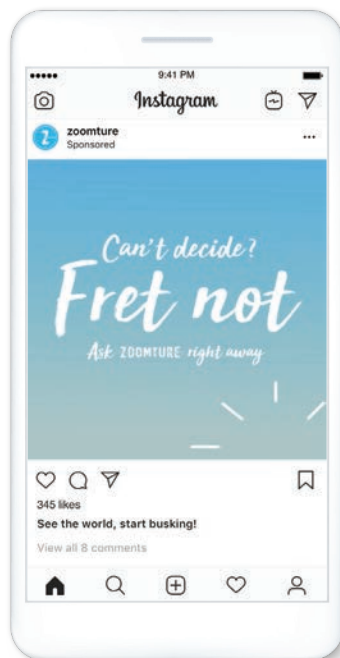 9:41 PM
Instagram
zoomture
Sponsored
Can't decide?
Fret not
Ask ZOOMTURE right away
345 likes
See the world, start busking!
View all 8 comments